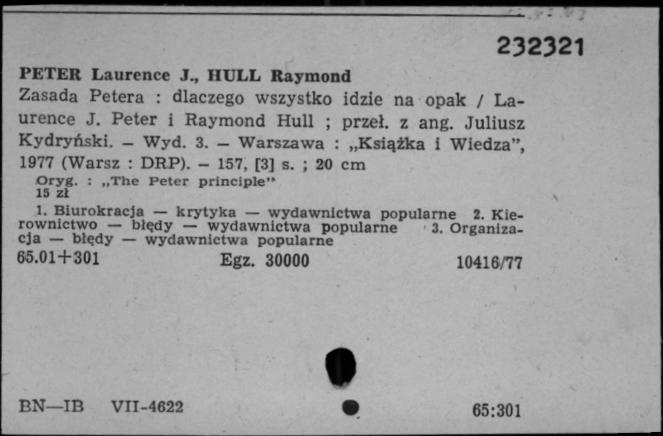 232321
PETER Laurence J., HULL Raymond
Zasada Petera : dlaczego wszystko idzie na opak / La-
urence J. Peter i Raymond Hull ; przeł. z ang. Juliusz
Kydryński. — Wyd. 3. — Warszawa : „Książka i Wiedza”,
1977 (Warsz : DRP). — 157, [3] s. ; 20 cm
Oryg. : „The Peter principle”
15 zł
1. Biurokracja — krytyka — wydawnictwa popularne 2. Kie-
rownictwo — błędy — wydawnictwa popularne 3. Organiza-
cja — błędy — wydawnictwa popularne
65.01+301 Egz. 30000 10416/77
BN—IB VII-4622 65:301